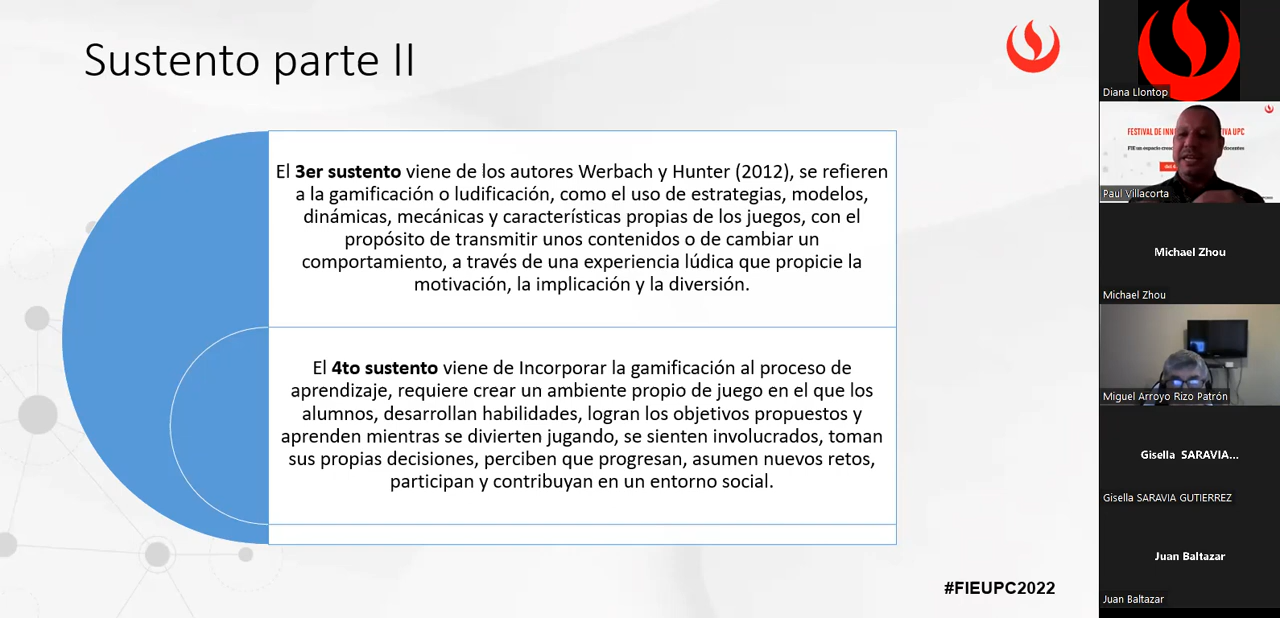 Sustento parte II
El 3er sustento viene de los autores Werbach y Hunter (2012), se refieren
a la gamificación o ludificación, como el uso de estrategias, modelos,
dinámicas, mecánicas y características propias de los juegos, con el
propósito de transmitir unos contenidos o de cambiar un
comportamiento, a través de una experiencia lúdica que propicie la
motivación, la implicación y la diversión.
El 4to sustento viene de Incorporar la gamificación al proceso de
aprendizaje, requiere crear un ambiente propio de juego en el que los
alumnos, desarrollan habilidades, logran los objetivos propuestos y
aprenden mientras se divierten jugando, se sienten involucrados, toman
sus propias decisiones, perciben que progresan, asumen nuevos retos,
participan y contribuyan en un entorno social.
#FIEUPC2022
Diana Llontop
FESTIVAL DE INN IVA UPC
FIE un espacio crea docentes
Paul Villacorta
Michael Zhou
Michael Zhou
Miguel Arroyo Rizo Patrón
Gisella SARAVIA...
Gisella SARAVIA GUTIERREZ
Juan Baltazar
Juan Baltazar